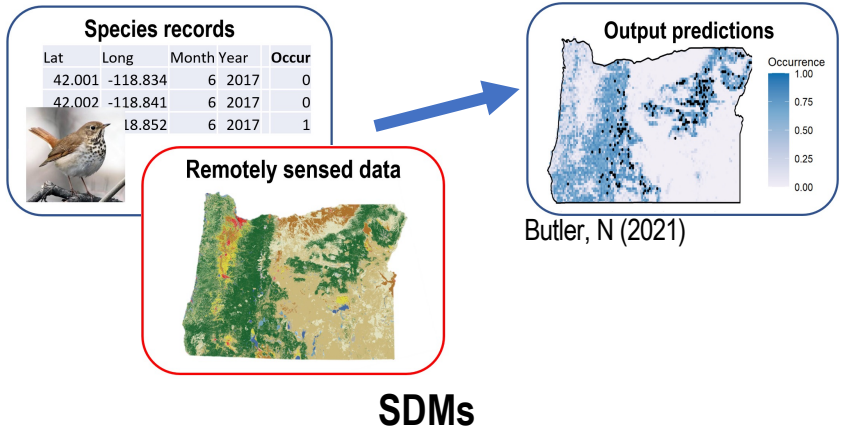 Species records
Lat Long Month Year Occur
42.001 -118.834 6 2017 0
42.002 -118.841 6 2017 0
18.852 6 2017 1
Remotely sensed data
Output predictions
Occurrence
1.00
0.75
0.50
0.25
0.00
Butler, N (2021)
SDMs